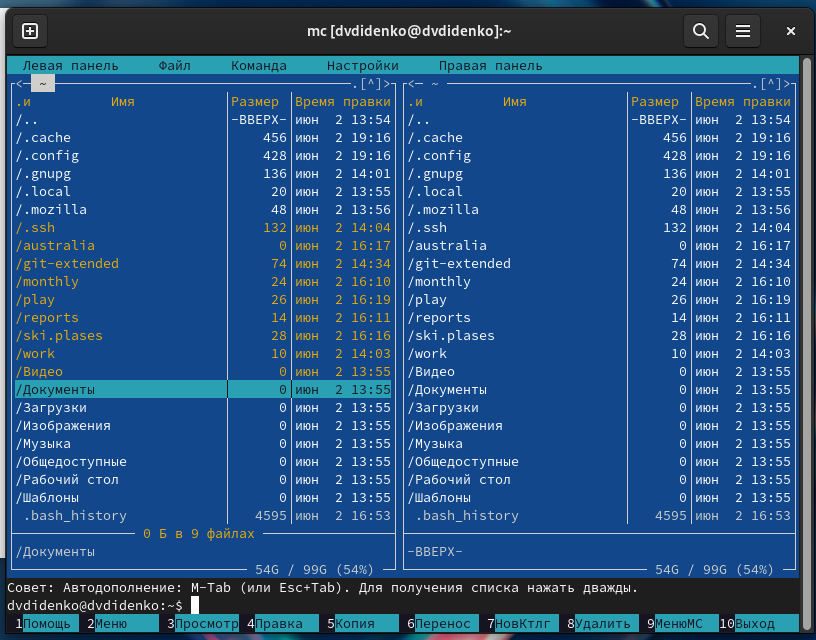 mc [dvdidenko@dvdidenko]:~
Левая панель Файл Команда Настройки Правая панель
<─ ~ .[^]> <─ ~ .[^]>
.и Имя Размер Время правки .и Имя Размер Время правки
/.. -ВВЕРХ- июн 2 13:54 /.. -ВВЕРХ- июн 2 13:54
/.cache 456 июн 2 19:16 /.cache 456 июн 2 19:16
/.config 428 июн 2 19:16 /.config 428 июн 2 19:16
/.gnupg 136 июн 2 14:01 /.gnupg 136 июн 2 14:01
/.local 20 июн 2 13:55 /.local 20 июн 2 13:55
/.mozilla 48 июн 2 13:56 /.mozilla 48 июн 2 13:56
/.ssh 132 июн 2 14:04 /.ssh 132 июн 2 14:04
/australia 0 июн 2 16:17 /australia 0 июн 2 16:17
/git-extended 74 июн 2 14:34 /git-extended 74 июн 2 14:34
/monthly 24 июн 2 16:10 /monthly 24 июн 2 16:10
/play 26 июн 2 16:19 /play 26 июн 2 16:19
/reports 14 июн 2 16:11 /reports 14 июн 2 16:11
/ski.plases 28 июн 2 16:16 /ski.plases 28 июн 2 16:16
/work 10 июн 2 14:03 /work 10 июн 2 14:03
/Видео 0 июн 2 13:55 /Видео 0 июн 2 13:55
/Документы 0 июн 2 13:55 /Документы 0 июн 2 13:55
/Загрузки 0 июн 2 13:55 /Загрузки 0 июн 2 13:55
/Изображения 0 июн 2 13:55 /Изображения 0 июн 2 13:55
/Музыка 0 июн 2 13:55 /Музыка 0 июн 2 13:55
/Общедоступные 0 июн 2 13:55 /Общедоступные 0 июн 2 13:55
/Рабочий стол 0 июн 2 13:55 /Рабочий стол 0 июн 2 13:55
/Шаблоны 0 июн 2 13:55 /Шаблоны 0 июн 2 13:55
.bash_history 4595 июн 2 16:53 .bash_history 4595 июн 2 16:53
0 Б в 9 файлах
/Документы -ВВЕРХ-
54G / 99G (54%) 54G / 99G (54%)
Совет: Автодополнение: M-Tab (или Esc+Tab). Для получения списка нажать дважды.
dvdidenko@dvdidenko:~$
1Помощь 2Меню 3Просмотр 4Правка 5Копия 6Перенос 7НовКтлг 8Удалить 9МенюМС 10Выход